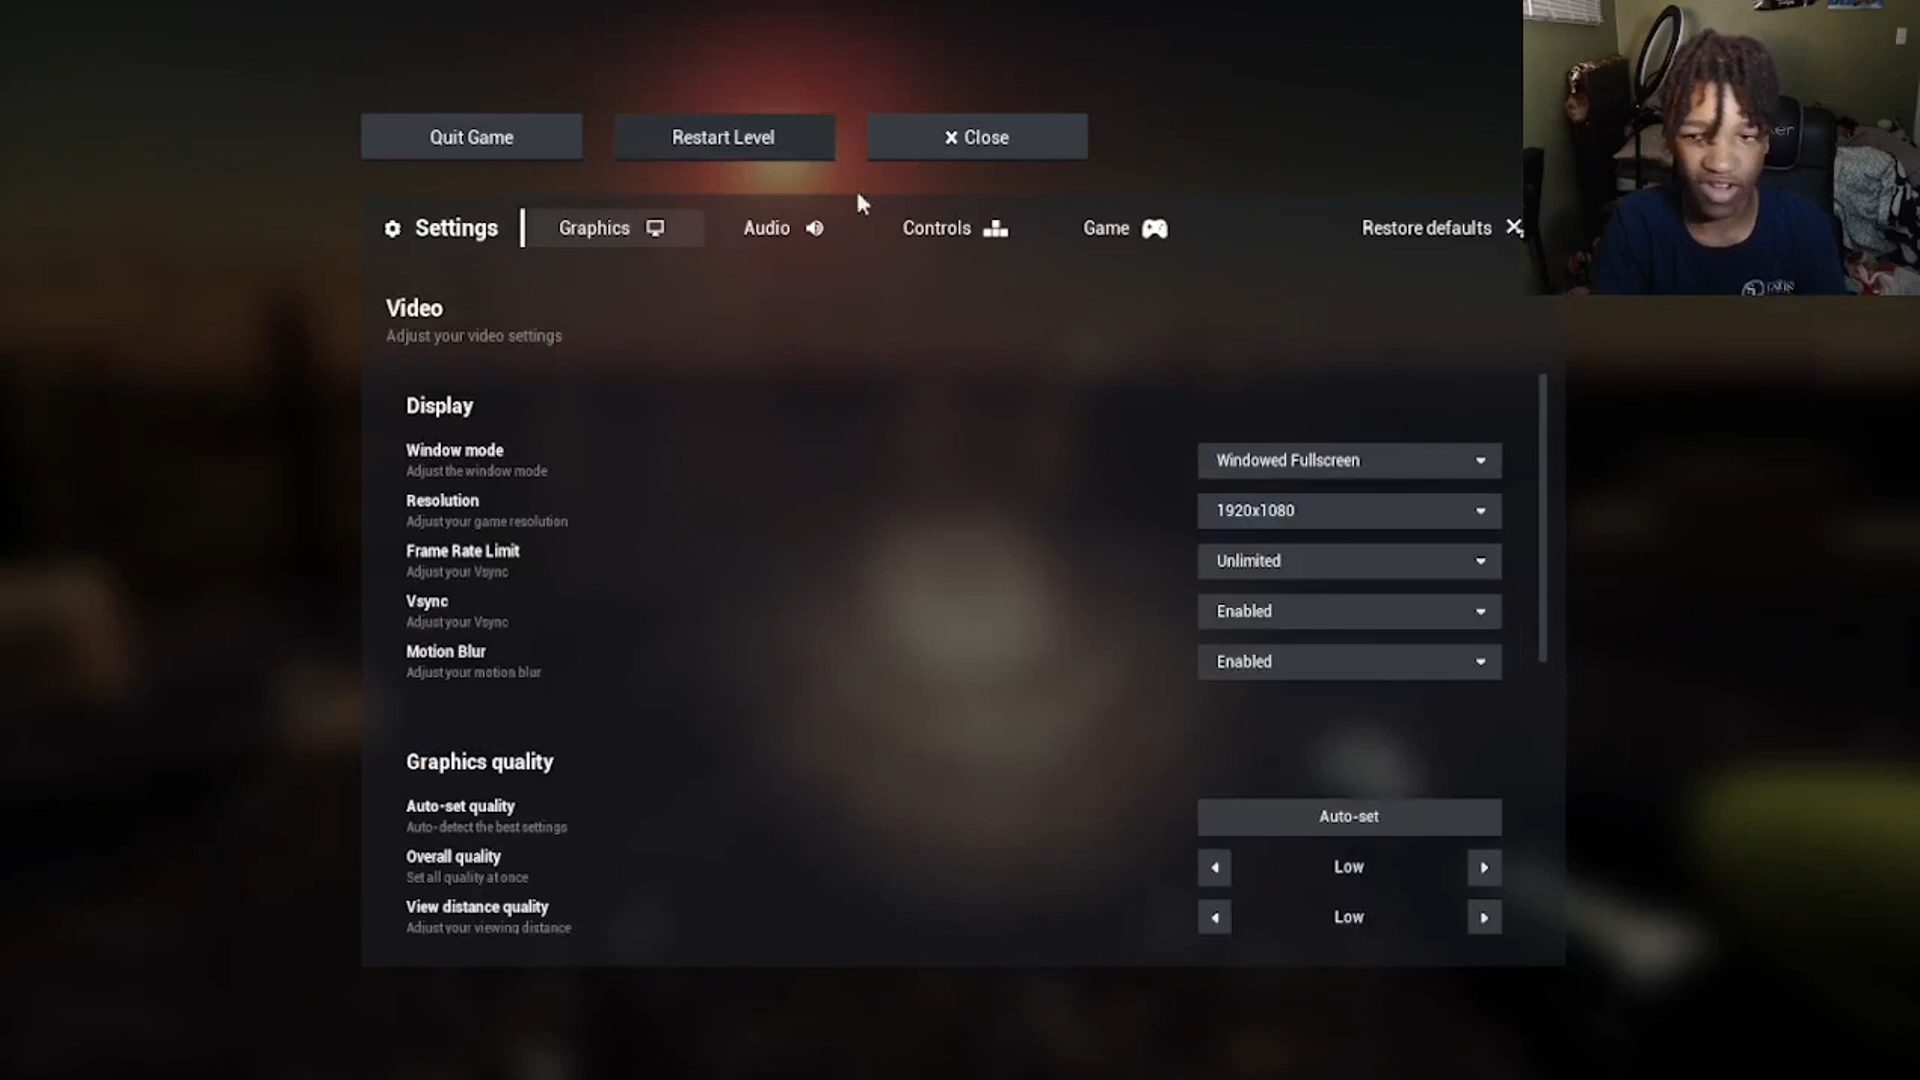 Quit Game
Restart Level
Close
Settings
Graphics
Audio
Controls
Game
Restore defaults
Video
Adjust your video settings
Display
Window mode
Adjust the window mode
Windowed Fullscreen
Resolution
Adjust your game resolution
1920x1080
Frame Rate Limit
Adjust your Vsync
Unlimited
Vsync
Adjust your Vsync
Enabled
Motion Blur
Adjust your motion blur
Enabled
Graphics quality
Auto-set quality
Auto-detect the best settings
Auto-set
Overall quality
Set all quality at once
Low
View distance quality
Adjust your viewing distance
Low